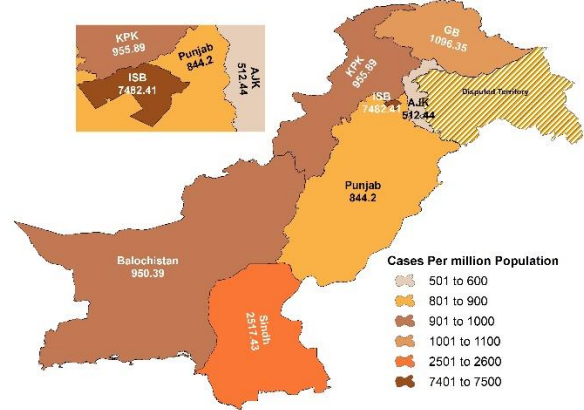 KPK
955.89
Punjab
844.2
ISB
7482.41
AJK
512.44
GB
1096.35
KPK
955.89
ISB
7482.41
AJK
512.44
Disputed Territory
Punjab
844.2
Balochistan
950.39
Sindh
2517.43
Cases Per million Population
501 to 600
801 to 900
901 to 1000
1001 to 1100
2501 to 2600
7401 to 7500